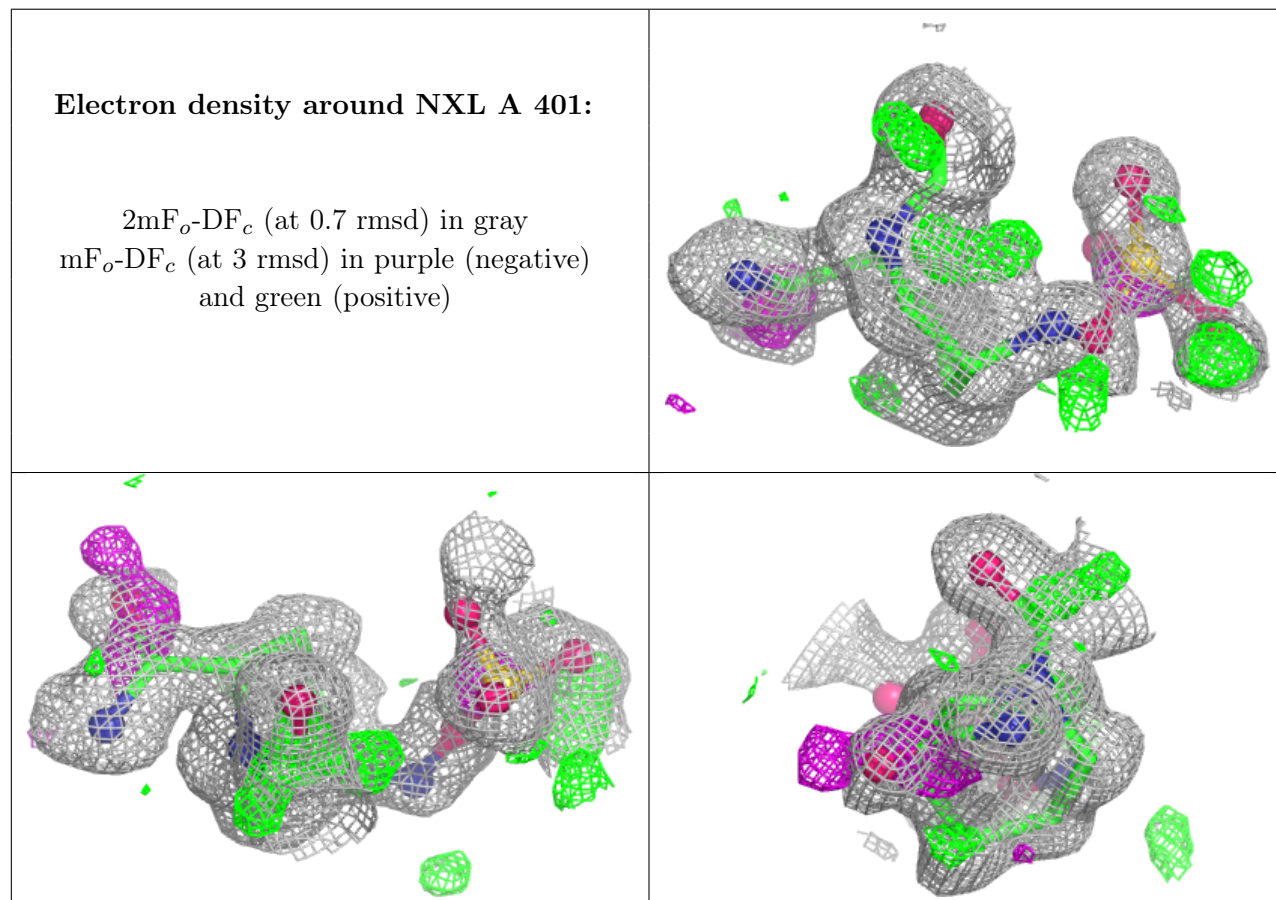 Electron density around NXL A 401:
2mFo-DFc (at 0.7 rmsd) in gray
mFo-DFc (at 3 rmsd) in purple (negative)
and green (positive)